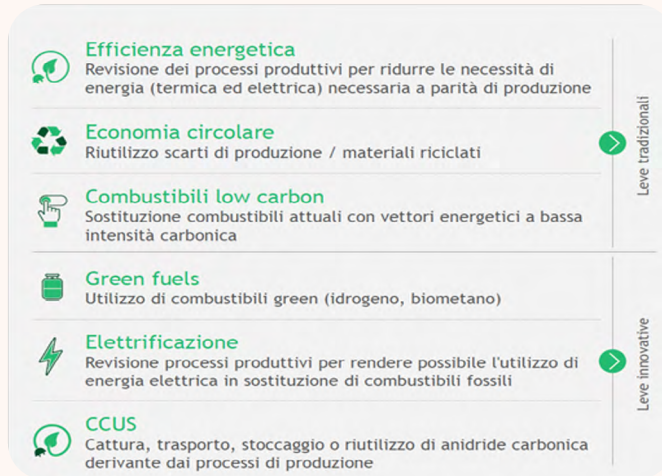 Efficienza energetica
Revisione dei processi produttivi per ridurre le necessità di
energia (termica ed elettrica) necessaria a parità di produzione
Economia circolare
Riutilizzo scarti di produzione / materiali riciclati
Combustibili low carbon
Sostituzione combustibili attuali con vettori energetici a bassa
intensità carbonica
Leve tradizionali
Green fuels
Utilizzo di combustibili green (idrogeno, biometano)
Elettrificazione
Revisione processi produttivi per rendere possibile l'utilizzo di
energia elettrica in sostituzione di combustibili fossili
CCUS
Cattura, trasporto, stoccaggio o riutilizzo di anidride carbonica
derivante dai processi di produzione
Leve innovative